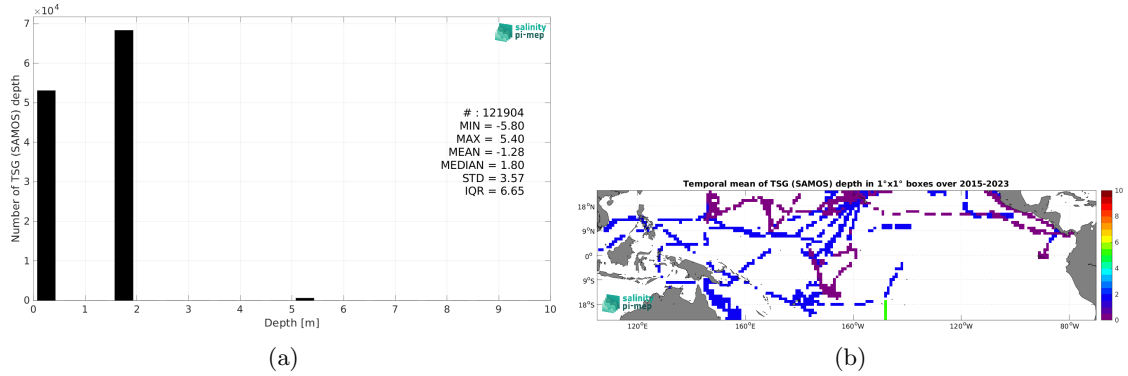 ×10⁴
7
6
5
4
3
2
1
0
Number of TSG (SAMOS) depth
0 1 2 3 4 5 6 7 8 9 10
Depth [m]
salinity
pi-mep
# : 121904
MIN = -5.80
MAX = 5.40
MEAN = -1.28
MEDIAN = 1.80
STD = 3.57
IQR = 6.65
(a)
Temporal mean of TSG (SAMOS) depth in 1°x1° boxes over 2015-2023
18°N
9°N
0°
9°S
18°S
120°E 160°E 160°W 120°W 80°W
salinity
pi-mep
10
8
6
4
2
0
(b)